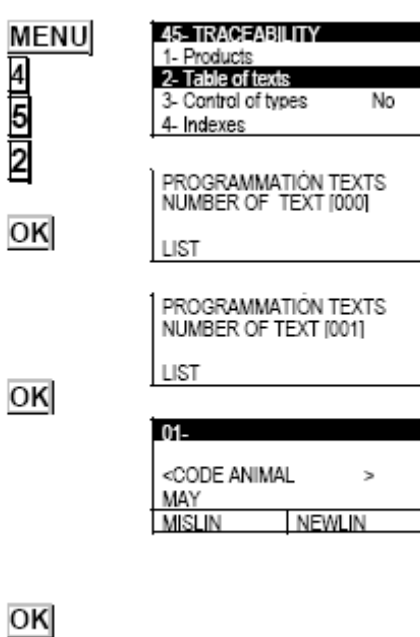 MENU
4
5
2
45- TRACEABILITY
1- Products
2- Table of texts
3- Control of types No
4- Indexes
OK
PROGRAMMATION TEXTS
NUMBER OF TEXT [000]
LIST
PROGRAMMATION TEXTS
NUMBER OF TEXT [001]
LIST
OK
01-
<CODE ANIMAL >
MAY
MISLIN NEWLIN
OK